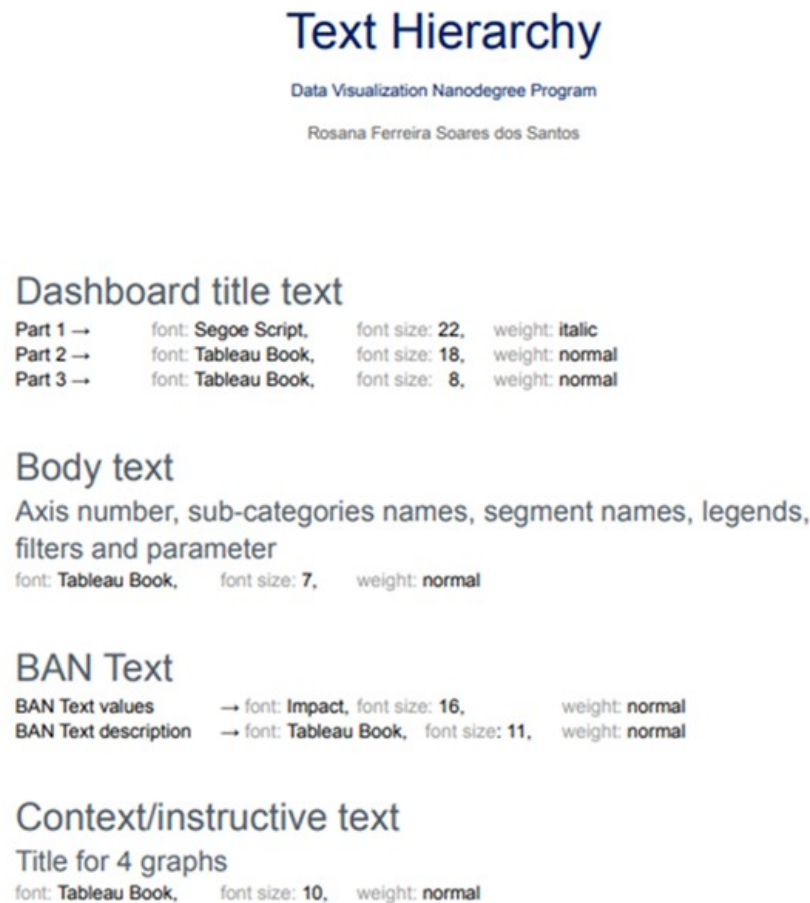 Text Hierarchy
Data Visualization Nanodegree Program
Rosana Ferreira Soares dos Santos
Dashboard title text
Part 1 → font: Segoe Script, font size: 22, weight: italic
Part 2 → font: Tableau Book, font size: 18, weight: normal
Part 3 → font: Tableau Book, font size: 8, weight: normal
Body text
Axis number, sub-categories names, segment names, legends,
filters and parameter
font: Tableau Book, font size: 7, weight: normal
BAN Text
BAN Text values → font: Impact, font size: 16, weight: normal
BAN Text description → font: Tableau Book, font size: 11, weight: normal
Context/instructive text
Title for 4 graphs
font: Tableau Book, font size: 10, weight: normal